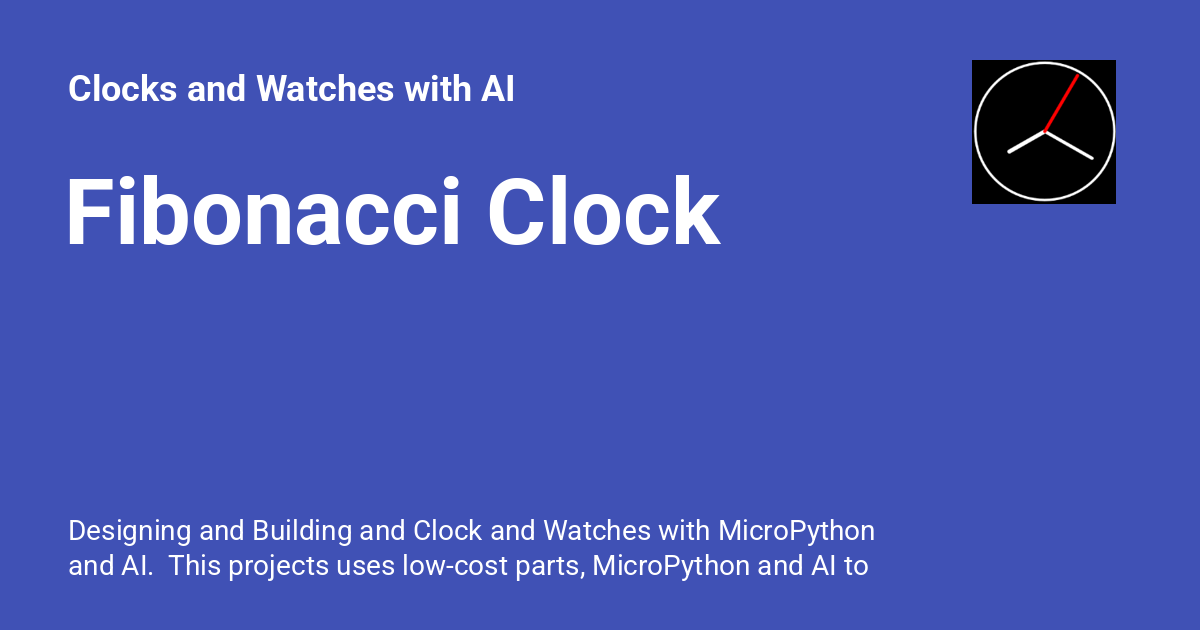 Clocks and Watches with AI
Fibonacci Clock
Designing and Building and Clock and Watches with MicroPython
and AI.  This projects uses low-cost parts, MicroPython and AI to